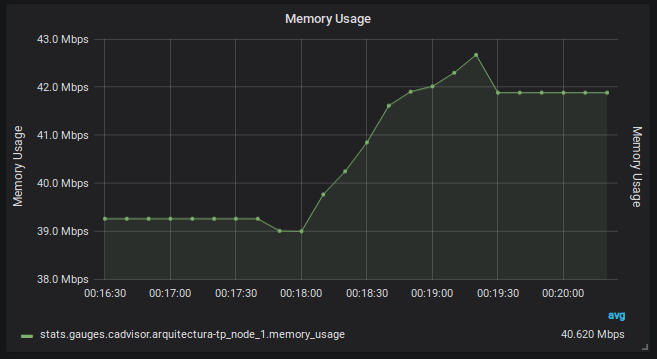 Memory Usage
43.0 Mbps
42.0 Mbps
41.0 Mbps
40.0 Mbps
39.0 Mbps
38.0 Mbps
Memory Usage
Memory Usage
00:16:30 00:17:00 00:17:30 00:18:00 00:18:30 00:19:00 00:19:30 00:20:00
avg
stats.gauges.cadvisor.arquitectura-tp_node_1.memory_usage 40.620 Mbps